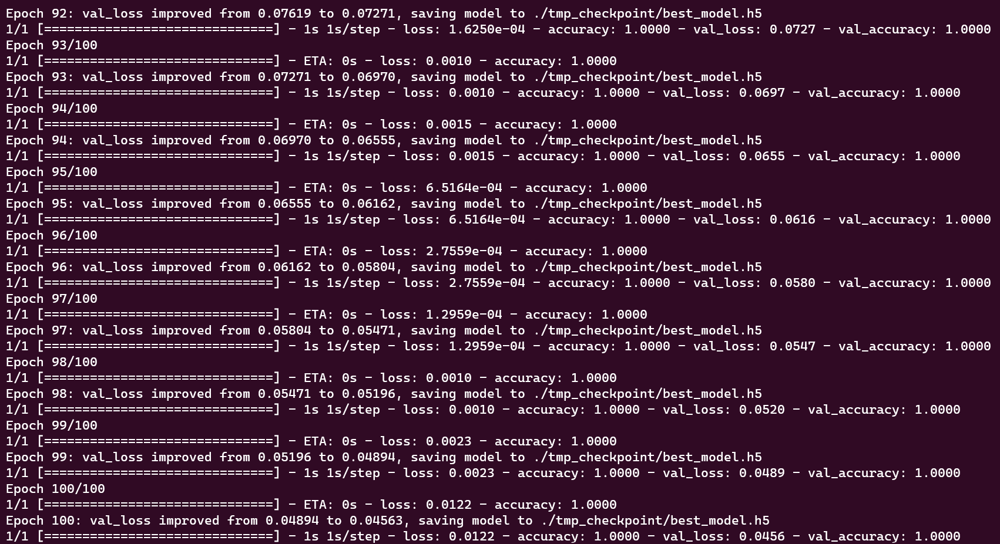 Epoch 92: val_loss improved from 0.07619 to 0.07271, saving model to ./tmp_checkpoint/best_model.h5
1/1 [==============================] - 1s 1s/step - loss: 1.6250e-04 - accuracy: 1.0000 - val_loss: 0.0727 - val_accuracy: 1.0000
Epoch 93/100
1/1 [==============================] - ETA: 0s - loss: 0.0010 - accuracy: 1.0000
Epoch 93: val_loss improved from 0.07271 to 0.06970, saving model to ./tmp_checkpoint/best_model.h5
1/1 [==============================] - 1s 1s/step - loss: 0.0010 - accuracy: 1.0000 - val_loss: 0.0697 - val_accuracy: 1.0000
Epoch 94/100
1/1 [==============================] - ETA: 0s - loss: 0.0015 - accuracy: 1.0000
Epoch 94: val_loss improved from 0.06970 to 0.06555, saving model to ./tmp_checkpoint/best_model.h5
1/1 [==============================] - 1s 1s/step - loss: 0.0015 - accuracy: 1.0000 - val_loss: 0.0655 - val_accuracy: 1.0000
Epoch 95/100
1/1 [==============================] - ETA: 0s - loss: 6.5164e-04 - accuracy: 1.0000
Epoch 95: val_loss improved from 0.06555 to 0.06162, saving model to ./tmp_checkpoint/best_model.h5
1/1 [==============================] - 1s 1s/step - loss: 6.5164e-04 - accuracy: 1.0000 - val_loss: 0.0616 - val_accuracy: 1.0000
Epoch 96/100
1/1 [==============================] - ETA: 0s - loss: 2.7559e-04 - accuracy: 1.0000
Epoch 96: val_loss improved from 0.06162 to 0.05804, saving model to ./tmp_checkpoint/best_model.h5
1/1 [==============================] - 1s 1s/step - loss: 2.7559e-04 - accuracy: 1.0000 - val_loss: 0.0580 - val_accuracy: 1.0000
Epoch 97/100
1/1 [==============================] - ETA: 0s - loss: 1.2959e-04 - accuracy: 1.0000
Epoch 97: val_loss improved from 0.05804 to 0.05471, saving model to ./tmp_checkpoint/best_model.h5
1/1 [==============================] - 1s 1s/step - loss: 1.2959e-04 - accuracy: 1.0000 - val_loss: 0.0547 - val_accuracy: 1.0000
Epoch 98/100
1/1 [==============================] - ETA: 0s - loss: 0.0010 - accuracy: 1.0000
Epoch 98: val_loss improved from 0.05471 to 0.05196, saving model to ./tmp_checkpoint/best_model.h5
1/1 [==============================] - 1s 1s/step - loss: 0.0010 - accuracy: 1.0000 - val_loss: 0.0520 - val_accuracy: 1.0000
Epoch 99/100
1/1 [==============================] - ETA: 0s - loss: 0.0023 - accuracy: 1.0000
Epoch 99: val_loss improved from 0.05196 to 0.04894, saving model to ./tmp_checkpoint/best_model.h5
1/1 [==============================] - 1s 1s/step - loss: 0.0023 - accuracy: 1.0000 - val_loss: 0.0489 - val_accuracy: 1.0000
Epoch 100/100
1/1 [==============================] - ETA: 0s - loss: 0.0122 - accuracy: 1.0000
Epoch 100: val_loss improved from 0.04894 to 0.04563, saving model to ./tmp_checkpoint/best_model.h5
1/1 [==============================] - 1s 1s/step - loss: 0.0122 - accuracy: 1.0000 - val_loss: 0.0456 - val_accuracy: 1.0000